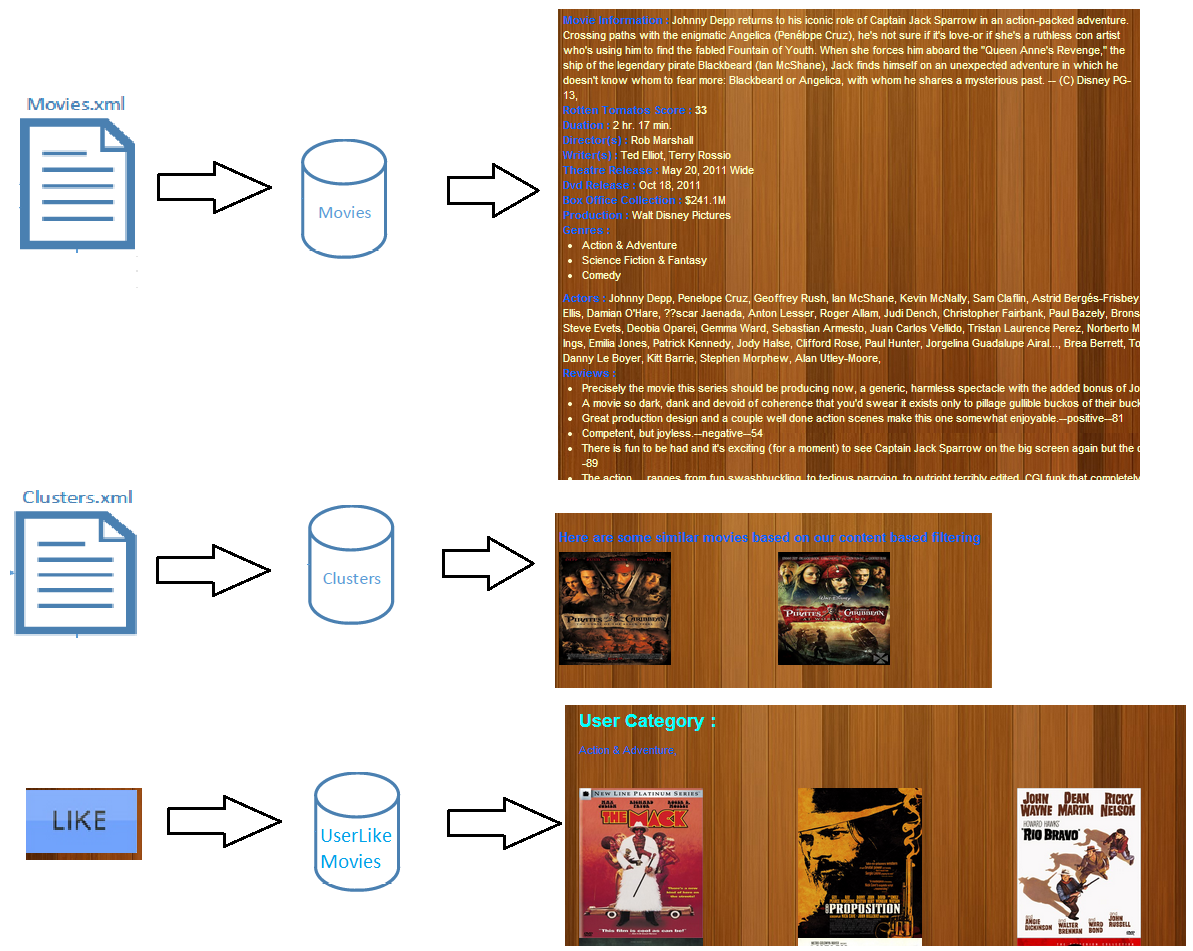 Movies.xml
Movies
Movie Information : Johnny Depp returns to his iconic role of Captain Jack Sparrow in an action-packed adventure.
Crossing paths with the enigmatic Angelica (Penélope Cruz), he's not sure if it's love-or if she's a ruthless con artist
who's using him to find the fabled Fountain of Youth. When she forces him aboard the "Queen Anne's Revenge," the
ship of the legendary pirate Blackbeard (Ian McShane), Jack finds himself on an unexpected adventure in which he
doesn't know whom to fear more: Blackbeard or Angelica, with whom he shares a mysterious past. -- (C) Disney PG-
13,
Rotten Tomatos Score : 33
Duation : 2 hr. 17 min.
Director(s) : Rob Marshall
Writer(s) : Ted Elliot, Terry Rossio
Theatre Release : May 20, 2011 Wide
Dvd Release : Oct 18, 2011
Box Office Collection : $241.1M
Production : Walt Disney Pictures
Genres :
Action & Adventure
Science Fiction & Fantasy
Comedy
Actors : Johnny Depp, Penelope Cruz, Geoffrey Rush, Ian McShane, Kevin McNally, Sam Claflin, Astrid Bergés-Frisbey
Ellis, Damian O'Hare, ??scar Jaenada, Anton Lesser, Roger Allam, Judi Dench, Christopher Fairbank, Paul Bazely, Brons
Steve Evets, Deobia Oparei, Gemma Ward, Sebastian Armesto, Juan Carlos Vellido, Tristan Laurence Perez, Norberto M
Ings, Emilia Jones, Patrick Kennedy, Jody Halse, Clifford Rose, Paul Hunter, Jorgelina Guadalupe Airal..., Brea Berrett, To
Danny Le Boyer, Kitt Barrie, Stephen Morphew, Alan Utley-Moore,
Reviews :
Precisely the movie this series should be producing now, a generic, harmless spectacle with the added bonus of Jo
A movie so dark, dank and devoid of coherence that you'd swear it exists only to pillage gullible buckos of their buck
Great production design and a couple well done action scenes make this one somewhat enjoyable.--positive--81
Competent, but joyless.--negative--54
There is fun to be had and it's exciting (for a moment) to see Captain Jack Sparrow on the big screen again but the
-89
The action ... ranges from fun swashbuckling, to tedious parrying, to outright terribly edited, CGI funk that completely
Clusters.xml
Clusters
Here are some similar movies based on our content based filtering
PIRATES OF THE CARIBBEAN
PIRATES OF THE CARIBBEAN
AT WORLD'S END
LIKE
UserLike
Movies
User Category :
Action & Adventure
NEW LINE PLATINUM SERIES
MAX JULIEN RICHARD PRYOR
THE MACK
This film is cool as can be!
PROPOSITION
JOHN WAYNE DEAN MARTIN RICKY NELSON
HOWARD HAWKS'
RIO BRAVO
ANGIE DICKINSON WALTER BRENNAN WARD BOND JOHN RUSSELL